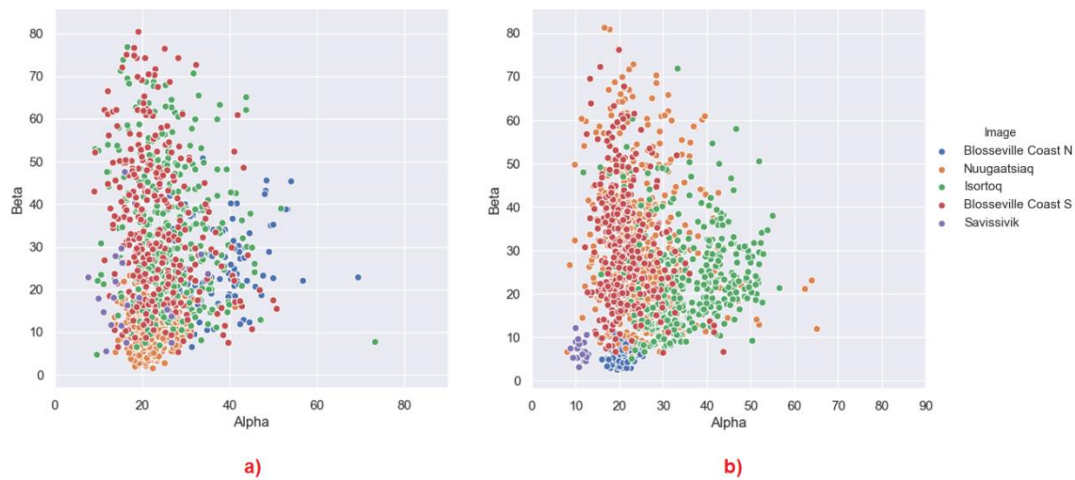 80
70
60
50
40
30
20
10
0
Beta
0 20 40 60 80
Alpha
a)
80
70
60
50
40
30
20
10
0
Beta
0 10 20 30 40 50 60 70 80 90
Alpha
b)
Image
Blosseville Coast N
Nuugaatsiaq
Isortoq
Blosseville Coast S
Savissivik